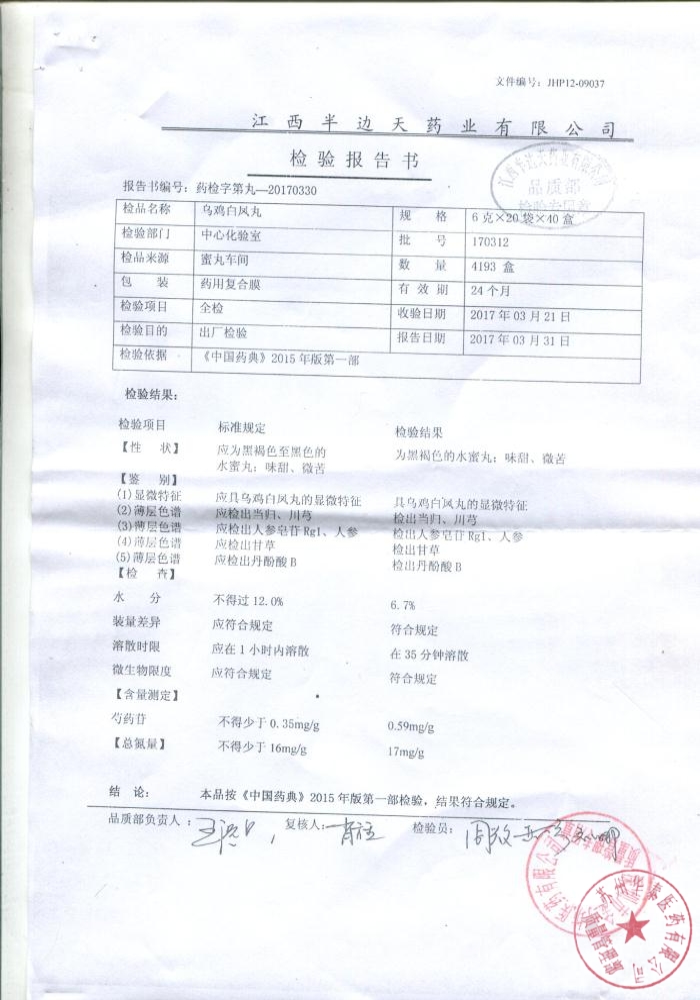 文件编号：JHP12-09037
江西半边天药业有限公司
检验报告书
品质部
报告书编号：药检字第丸—20170330
检品名称 乌鸡白凤丸 规格 6克×20袋×40盒
检验部门 中心化验室 批号 170312
检品来源 蜜丸车间 数量 4193 盒
包装 药用复合膜 有效期 24个月
检验项目 全检 收验日期 2017年03月21日
检验目的 出厂检验 报告日期 2017年03月31日
检验依据 《中国药典》2015年版第一部
检验结果：
检验项目 标准规定 检验结果
【性 状】 应为黑褐色至黑色的 为黑褐色的水蜜丸；味甜、微苦
水蜜丸；味甜、微苦
【鉴 别】
(1)显微特征 应具乌鸡白凤丸的显微特征 具乌鸡白凤丸的显微特征
(2)薄层色谱 应检出当归、川芎 检出当归、川芎
(3)薄层色谱 应检出人参皂苷Rg1、人参 检出人参皂苷Rg1、人参
(4)薄层色谱 应检出甘草 检出甘草
(5)薄层色谱 应检出丹酚酸B 检出丹酚酸B
【检 查】
水 分 不得过12.0% 6.7%
装量差异 应符合规定 符合规定
溶散时限 应在1小时内溶散 在35分钟溶散
微生物限度 应符合规定 符合规定
【含量测定】
芍药苷 不得少于0.35mg/g 0.59mg/g
【总氮量】 不得少于16mg/g 17mg/g
结 论： 本品按《中国药典》2015年版第一部检验，结果符合规定。
品质部负责人： 复核人： 检验员：
医药有限公司